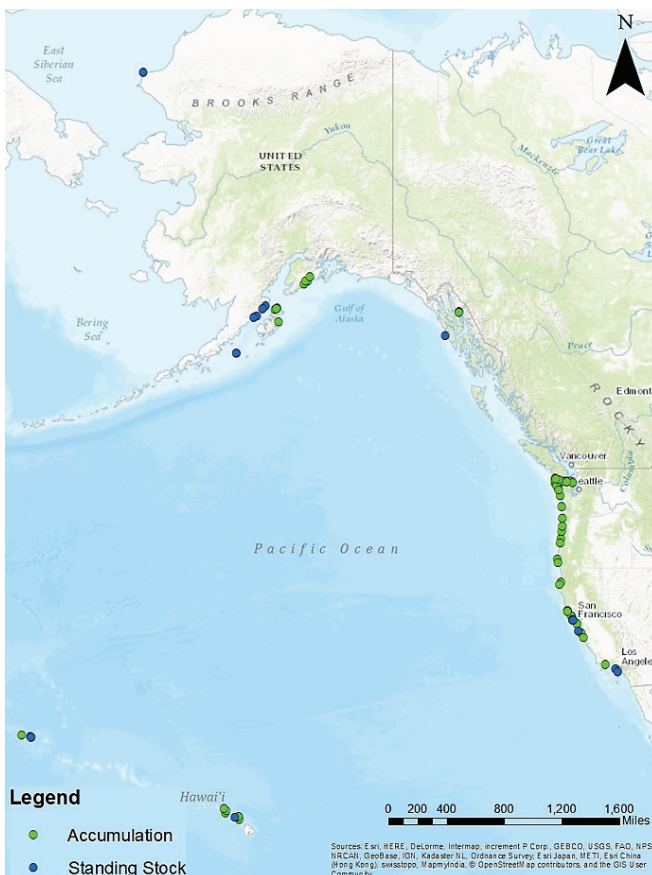 N
East
Siberian
Sea
BROOKS RANGE
Yukon
UNITED
STATES
Mackenzie
Great
Bear Lake
Bering
Sea
Gulf of
Alaska
Peace
ROCKY
Edmont
Vancouver
Columbia
eattle
Pacific Ocean
San
Francisco
Los
Angele
Hawai'i
Legend
Accumulation
Standing Stock
0 200 400 800 1,200 1,600
Miles
Sources: Esri, HERE, DeLorme, Intermap, increment P Corp., GEBCO, USGS, FAO, NPS,
NRCAN, GeoBase, IGN, Kadaster NL, Ordnance Survey, Esri Japan, METI, Esri China
(Hong Kong), swisstopo, MapmyIndia, © OpenStreetMap contributors, and the GIS User
Community